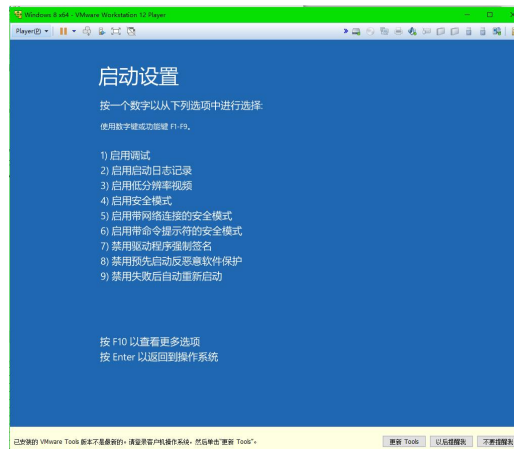 Windows 8 x64 - VMware Workstation 12 Player
Player(P)
启动设置
按一个数字以从下列选项中进行选择:
使用数字键或功能键 F1-F9。
1) 启用调试
2) 启用启动日志记录
3) 启用低分辨率视频
4) 启用安全模式
5) 启用带网络连接的安全模式
6) 启用带命令提示符的安全模式
7) 禁用驱动程序强制签名
8) 禁用预先启动反恶意软件保护
9) 禁用失败后自动重新启动
按 F10 以查看更多选项
按 Enter 以返回到操作系统
已安装的 VMware Tools 版本不是最新的。请登录客户机操作系统，然后单击“更新 Tools”。 更新 Tools 以后提醒我 不要提醒我